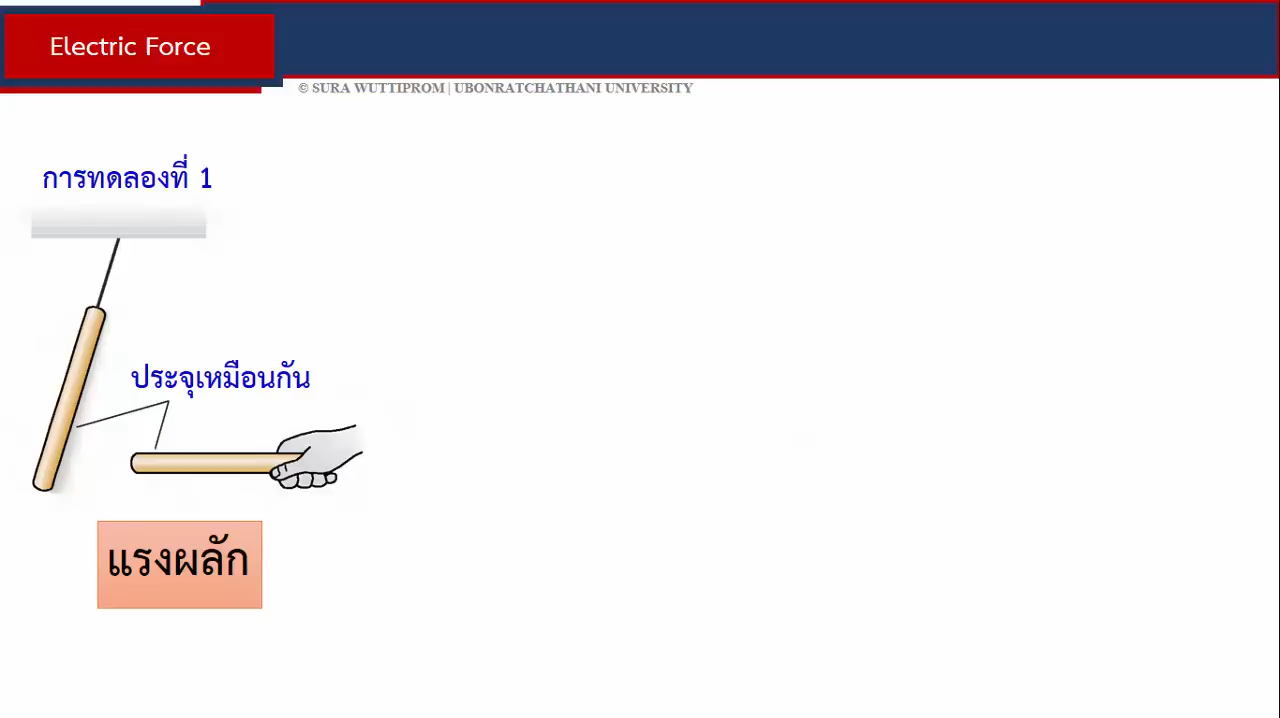 Electric Force
© SURA WUTTIPROM | UBONRATCHATHANI UNIVERSITY
การทดลองที่ 1
ประจุเหมือนกัน
แรงผลัก